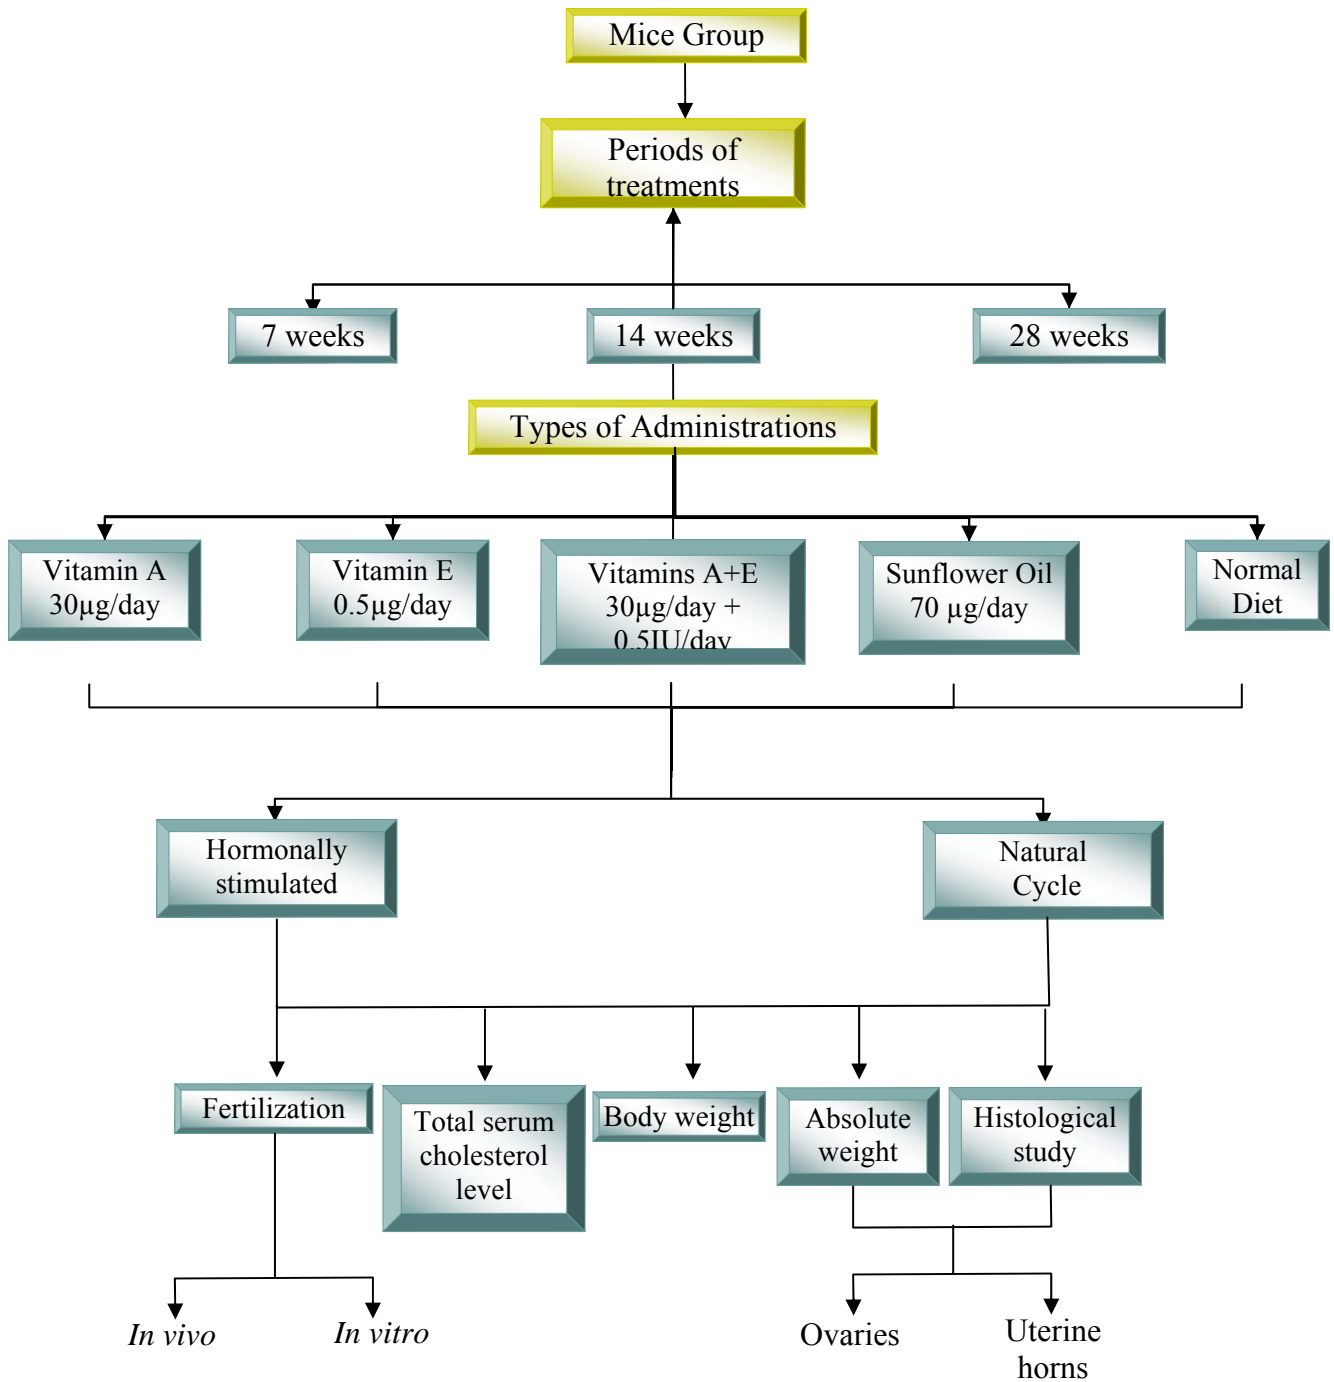 Mice Group
Periods of
treatments
7 weeks
14 weeks
28 weeks
Types of Administrations
Vitamin A
30µg/day
Vitamin E
0.5µg/day
Vitamins A+E
30µg/day +
0.5IU/day
Sunflower Oil
70 µg/day
Normal
Diet
Hormonally
stimulated
Natural
Cycle
Fertilization
Total serum
cholesterol
level
Body weight
Absolute
weight
Histological
study
In vivo
In vitro
Ovaries
Uterine
horns